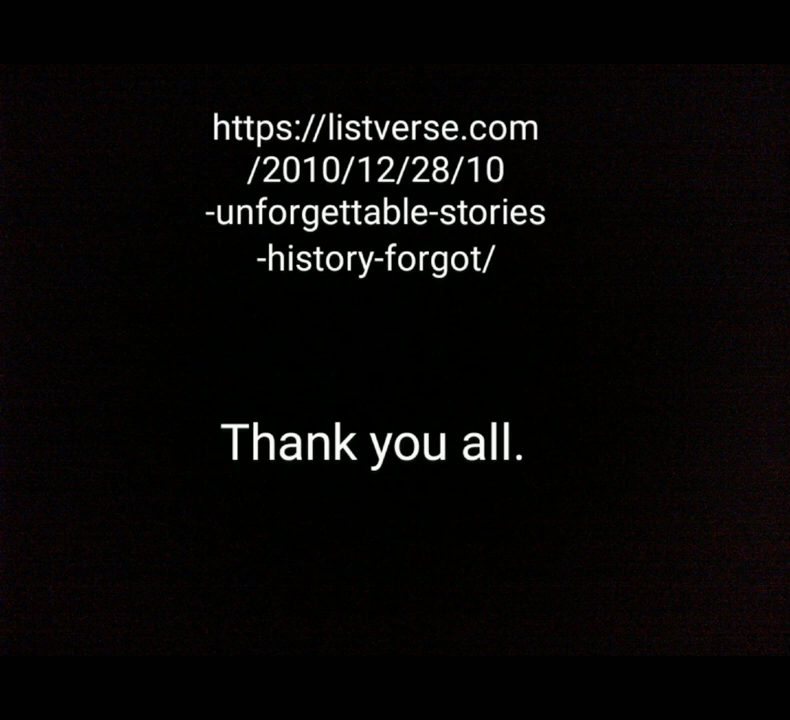 https://listverse.com
/2010/12/28/10
-unforgettable-stories
-history-forgot/
Thank you all.